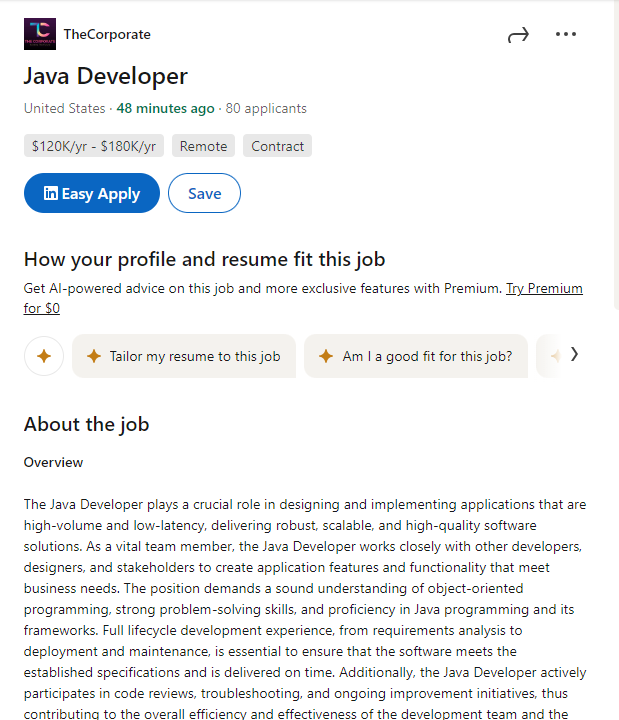 TheCorporate
Java Developer
United States · 48 minutes ago · 80 applicants
$120K/yr - $180K/yr
Remote
Contract
in Easy Apply
Save
How your profile and resume fit this job
Get AI-powered advice on this job and more exclusive features with Premium. Try Premium
for $0
Tailor my resume to this job
Am I a good fit for this job?
About the job
Overview
The Java Developer plays a crucial role in designing and implementing applications that are
high-volume and low-latency, delivering robust, scalable, and high-quality software
solutions. As a vital team member, the Java Developer works closely with other developers,
designers, and stakeholders to create application features and functionality that meet
business needs. The position demands a sound understanding of object-oriented
programming, strong problem-solving skills, and proficiency in Java programming and its
frameworks. Full lifecycle development experience, from requirements analysis to
deployment and maintenance, is essential to ensure that the software meets the
established specifications and is delivered on time. Additionally, the Java Developer actively
participates in code reviews, troubleshooting, and ongoing improvement initiatives, thus
contributing to the overall efficiency and effectiveness of the development team and the